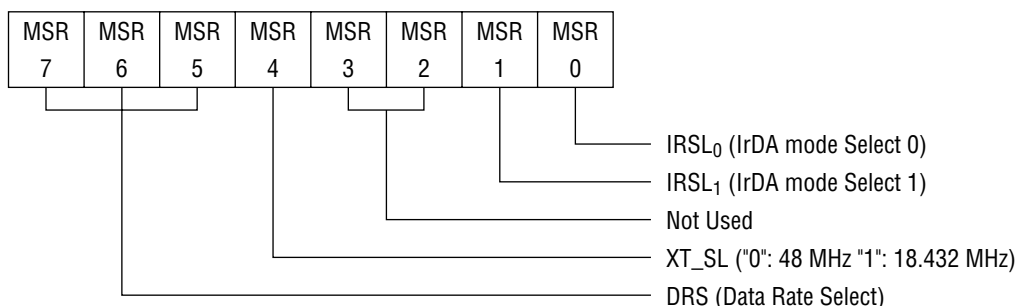 MSR MSR MSR MSR MSR MSR MSR MSR
7 6 5 4 3 2 1 0
IRSL0 (IrDA mode Select 0)
IRSL1 (IrDA mode Select 1)
Not Used
XT_SL ("0": 48 MHz "1": 18.432 MHz)
DRS (Data Rate Select)